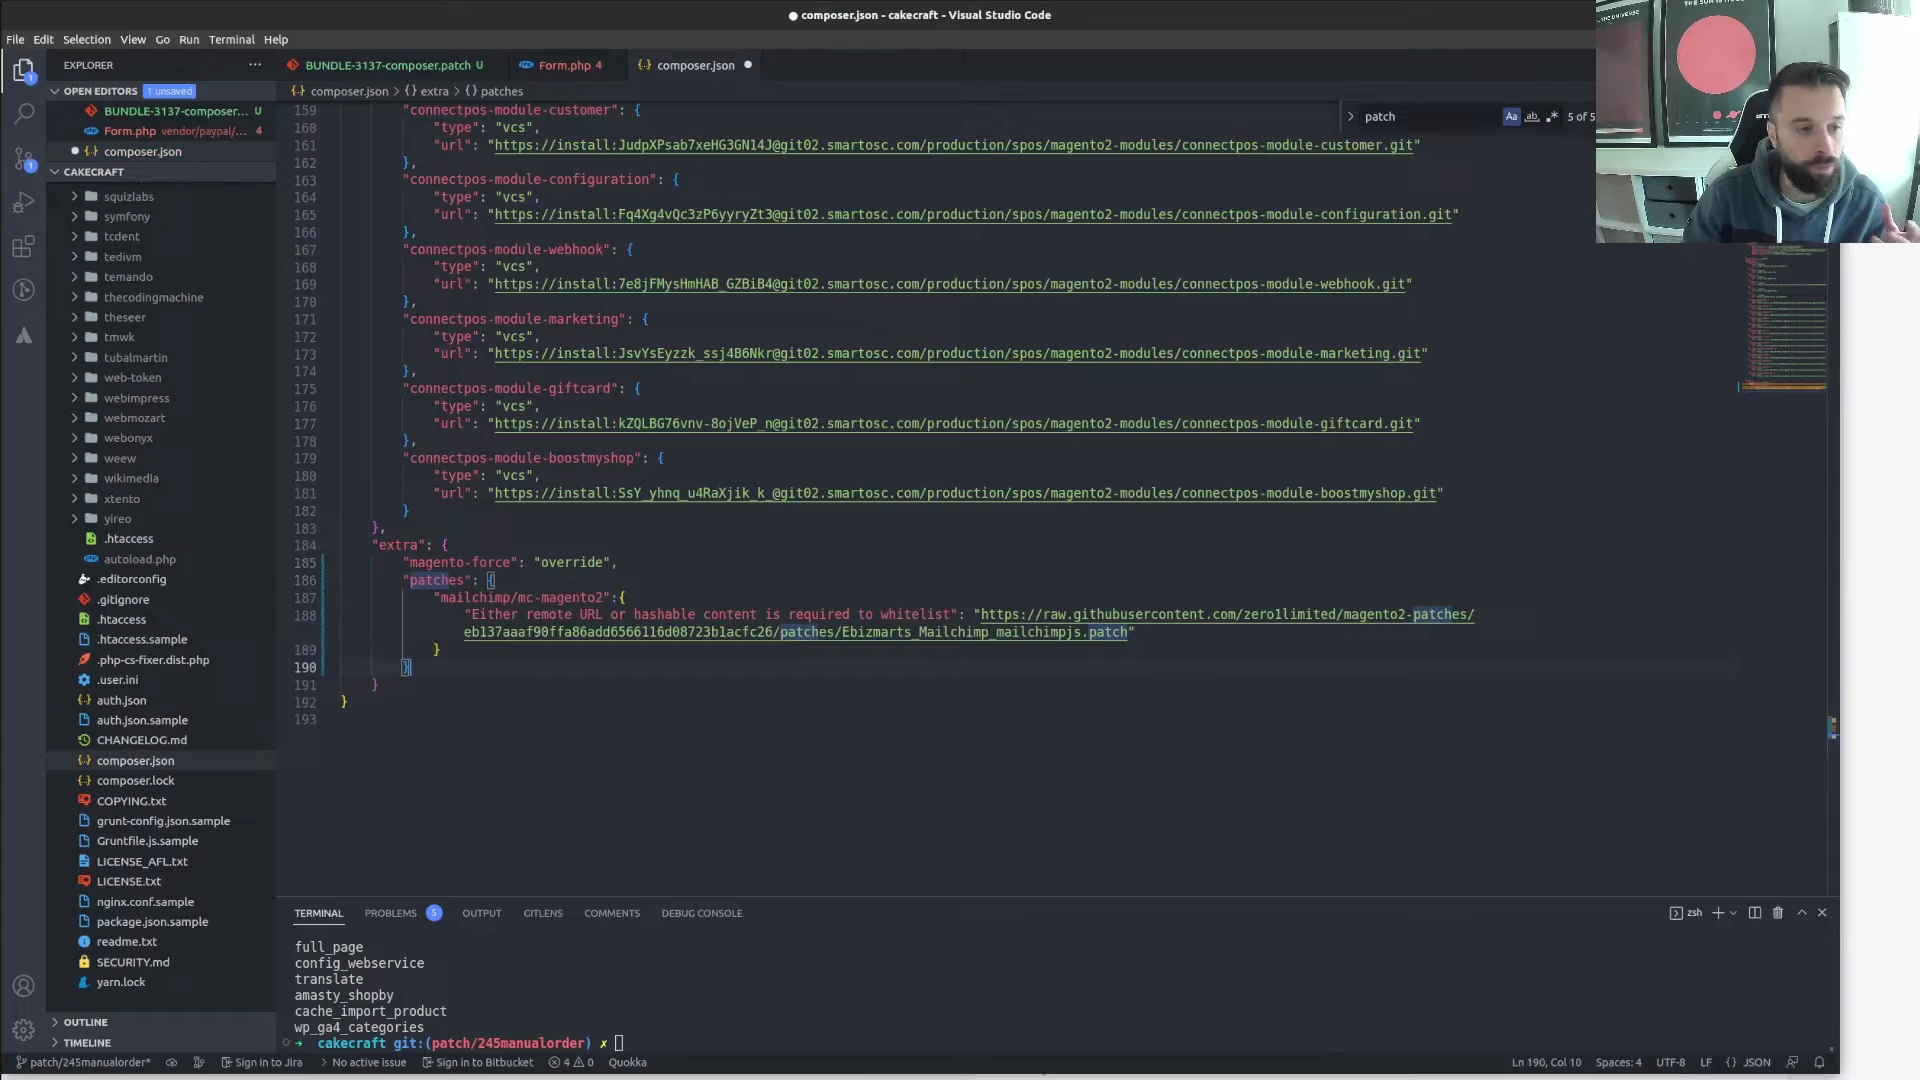 composer.json - cakecraft - Visual Studio Code
File Edit Selection View Go Run Terminal Help
EXPLORER
BUNDLE-3137-composer.patch U
Form.php 4
composer.json
OPEN EDITORS 1 unsaved
composer.json > {} extra > {} patches
BUNDLE-3137-composer... U
Form.php vendor/paypal/... 4
composer.json
CAKECRAFT
squizlabs
symfony
tcdent
tedivm
temando
thecodingmachine
theseer
tmwk
tubalmartin
web-token
webimpress
webmozart
webonyx
weew
wikimedia
xtento
yireo
.htaccess
autoload.php
.editorconfig
.gitignore
.htaccess
.htaccess.sample
.php-cs-fixer.dist.php
.user.ini
auth.json
auth.json.sample
CHANGELOG.md
composer.json
composer.lock
COPYING.txt
grunt-config.json.sample
Gruntfile.js.sample
LICENSE_AFL.txt
LICENSE.txt
nginx.conf.sample
package.json.sample
readme.txt
SECURITY.md
yarn.lock
OUTLINE
TIMELINE
patch
Aa ab .* 5 of 5
159 "connectpos-module-customer": {
160 "type": "vcs",
161 "url": "https://install:JudpXPsab7xeHG3GN14J@git02.smartosc.com/production/spos/magento2-modules/connectpos-module-customer.git"
162 },
163 "connectpos-module-configuration": {
164 "type": "vcs",
165 "url": "https://install:Fq4Xg4vQc3zP6yyryZt3@git02.smartosc.com/production/spos/magento2-modules/connectpos-module-configuration.git"
166 },
167 "connectpos-module-webhook": {
168 "type": "vcs",
169 "url": "https://install:7e8jFMysHmHAB_GZBiB4@git02.smartosc.com/production/spos/magento2-modules/connectpos-module-webhook.git"
170 },
171 "connectpos-module-marketing": {
172 "type": "vcs",
173 "url": "https://install:JsvYsEyzzk_ssj4B6Nkr@git02.smartosc.com/production/spos/magento2-modules/connectpos-module-marketing.git"
174 },
175 "connectpos-module-giftcard": {
176 "type": "vcs",
177 "url": "https://install:kZQLBG76vnv-8ojVeP_n@git02.smartosc.com/production/spos/magento2-modules/connectpos-module-giftcard.git"
178 },
179 "connectpos-module-boostmyshop": {
180 "type": "vcs",
181 "url": "https://install:SsY_yhnq_u4RaXjik_k_@git02.smartosc.com/production/spos/magento2-modules/connectpos-module-boostmyshop.git"
182 }
183 },
184 "extra": {
185 "magento-force": "override",
186 "patches": {
187 "mailchimp/mc-magento2":{
188 "Either remote URL or hashable content is required to whitelist": "https://raw.githubusercontent.com/zero1limited/magento2-patches/
eb137aaaf90ffa86add6566116d08723b1acfc26/patches/Ebizmarts_Mailchimp_mailchimpjs.patch"
189 }
190 }
191 }
192 }
193
TERMINAL PROBLEMS 5 OUTPUT GITLENS COMMENTS DEBUG CONSOLE
zsh
full_page
config_webservice
translate
amasty_shopby
cache_import_product
wp_ga4_categories
→ cakecraft git:(patch/245manualorder) ✗
patch/245manualorder* Sign in to Jira No active issue Sign in to Bitbucket 4 0 Quokka
Ln 190, Col 10 Spaces: 4 UTF-8 LF {} JSON